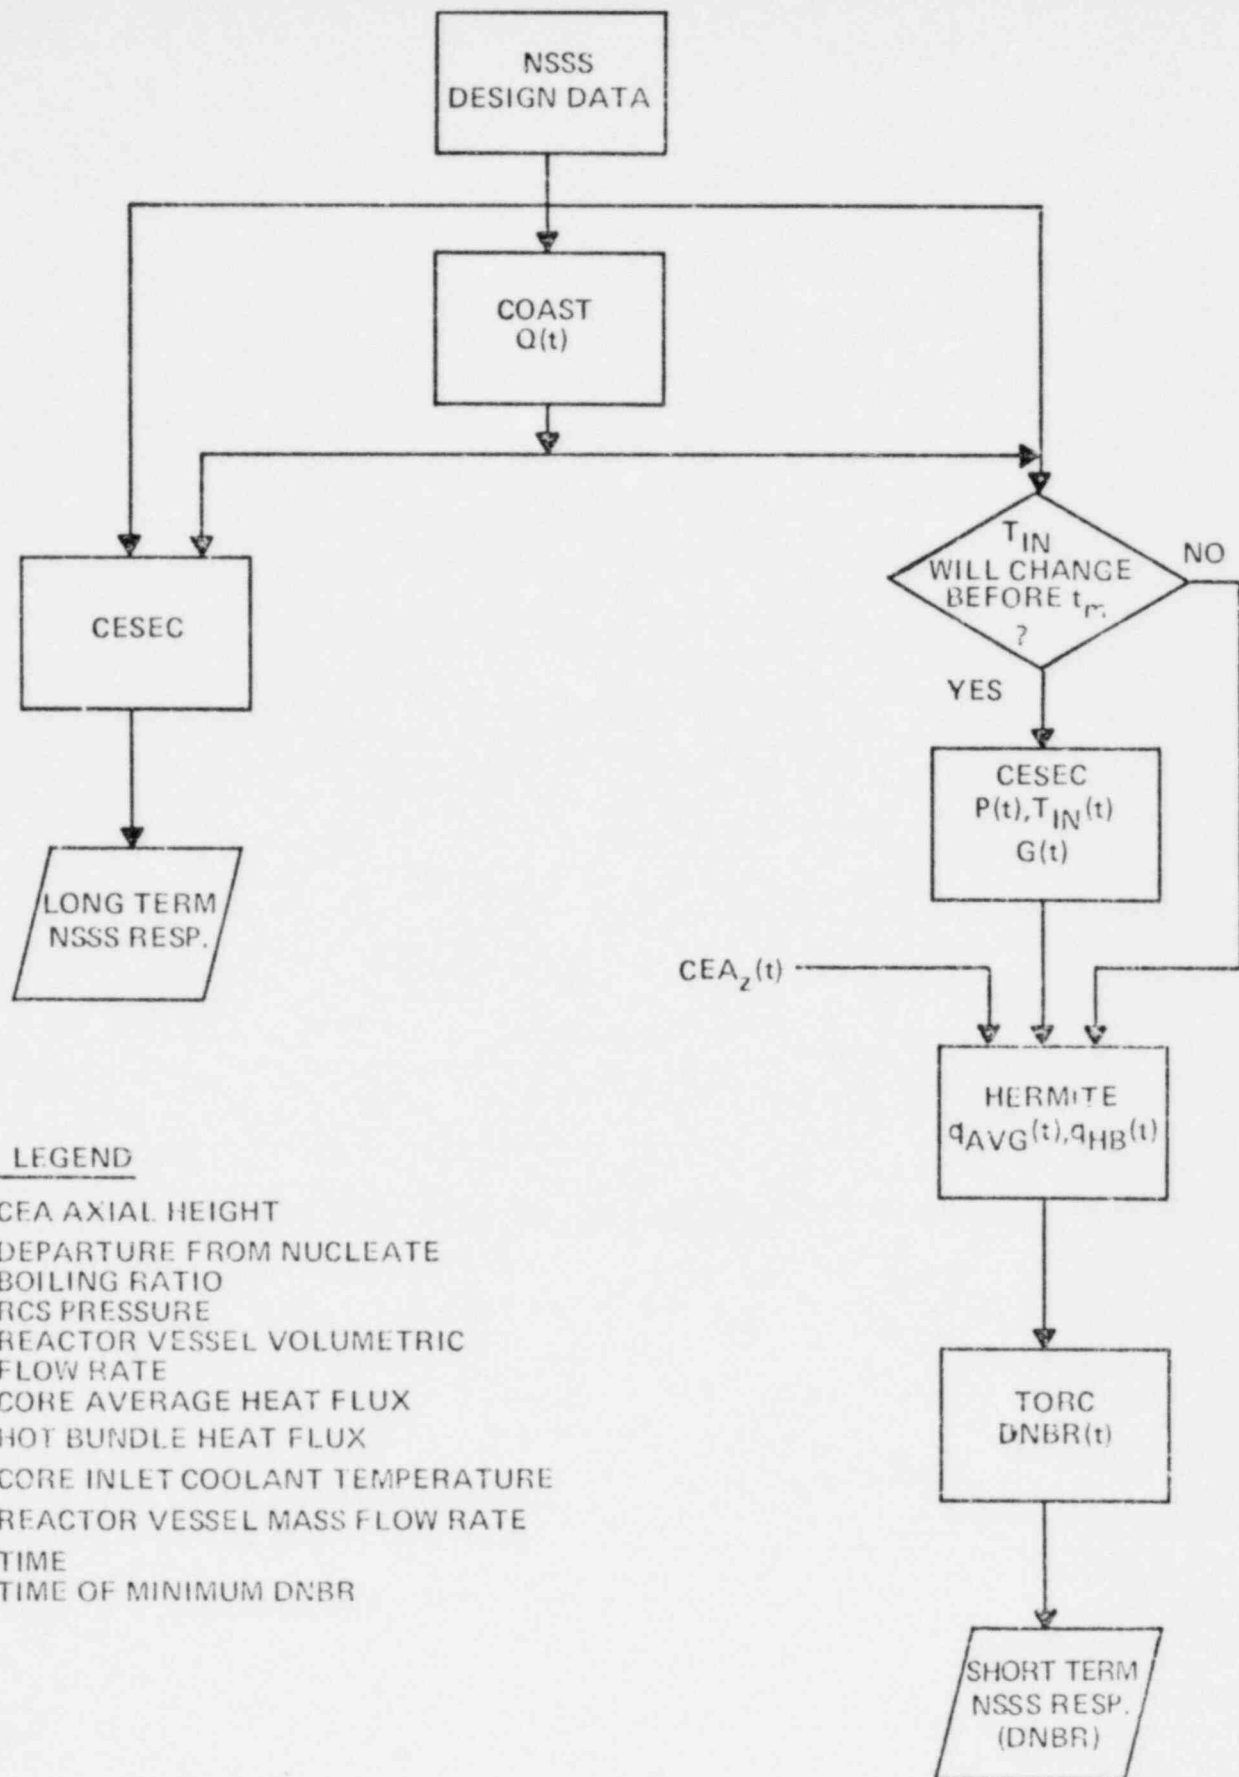 NSSS
DESIGN DATA
COAST
Q(t)
T_IN
WILL CHANGE
BEFORE t_m
?
NO
YES
CESEC
CESEC
P(t),T_IN(t)
G(t)
LONG TERM
NSSS RESP.
CEA_z(t)
HERMITE
q_AVG(t),q_HB(t)
TORC
DNBR(t)
SHORT TERM
NSSS RESP.
(DNBR)
LEGEND
CEA AXIAL HEIGHT
DEPARTURE FROM NUCLEATE
BOILING RATIO
RCS PRESSURE
REACTOR VESSEL VOLUMETRIC
FLOW RATE
CORE AVERAGE HEAT FLUX
HOT BUNDLE HEAT FLUX
CORE INLET COOLANT TEMPERATURE
REACTOR VESSEL MASS FLOW RATE
TIME
TIME OF MINIMUM DNBR